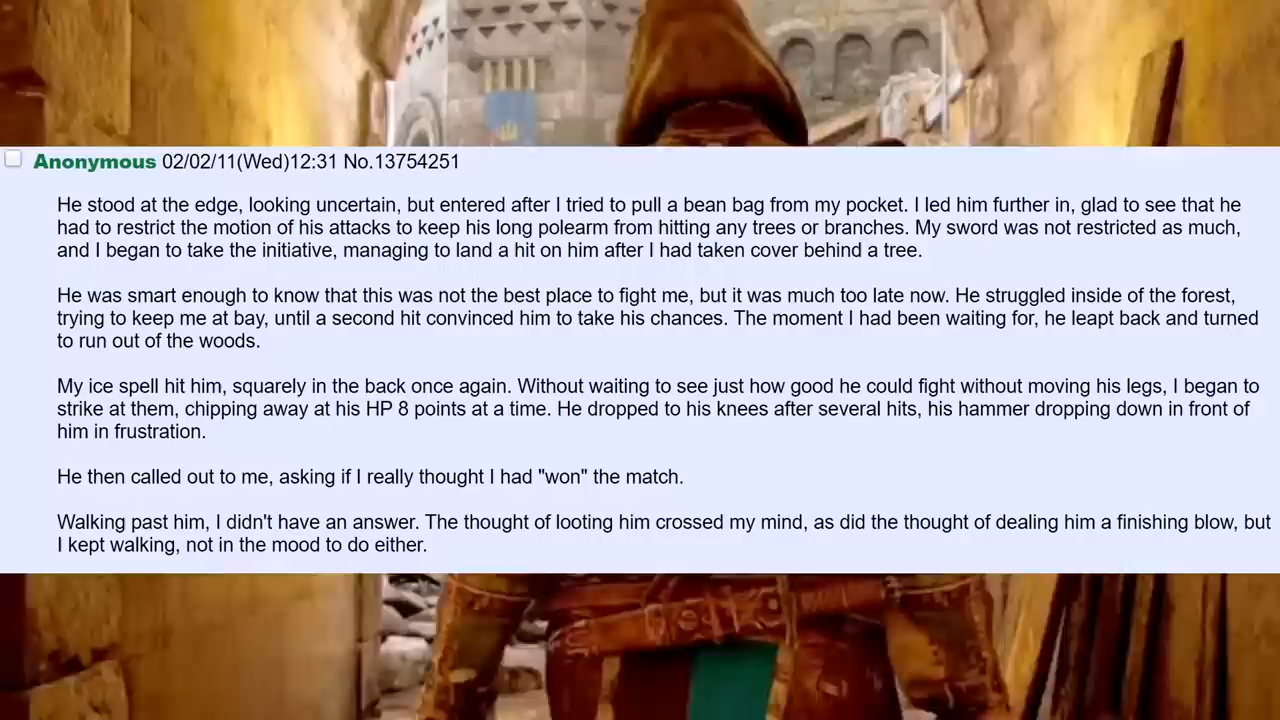 Anonymous 02/02/11(Wed)12:31 No.13754251
He stood at the edge, looking uncertain, but entered after I tried to pull a bean bag from my pocket. I led him further in, glad to see that he
had to restrict the motion of his attacks to keep his long polearm from hitting any trees or branches. My sword was not restricted as much,
and I began to take the initiative, managing to land a hit on him after I had taken cover behind a tree.
He was smart enough to know that this was not the best place to fight me, but it was much too late now. He struggled inside of the forest,
trying to keep me at bay, until a second hit convinced him to take his chances. The moment I had been waiting for, he leapt back and turned
to run out of the woods.
My ice spell hit him, squarely in the back once again. Without waiting to see just how good he could fight without moving his legs, I began to
strike at them, chipping away at his HP 8 points at a time. He dropped to his knees after several hits, his hammer dropping down in front of
him in frustration.
He then called out to me, asking if I really thought I had "won" the match.
Walking past him, I didn't have an answer. The thought of looting him crossed my mind, as did the thought of dealing him a finishing blow, but
I kept walking, not in the mood to do either.